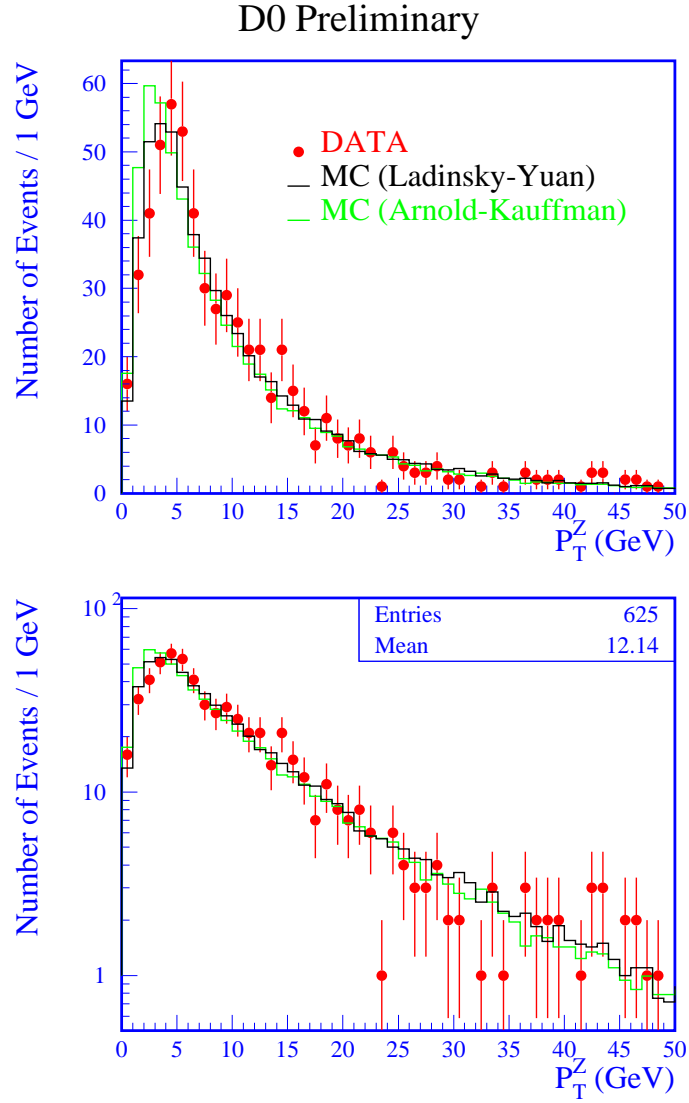 D0 Preliminary
Number of Events / 1 GeV
60
50
40
30
20
10
0
DATA
MC (Ladinsky-Yuan)
MC (Arnold-Kauffman)
0 5 10 15 20 25 30 35 40 45 50
P_T^Z (GeV)
Number of Events / 1 GeV
10^2
10
1
Entries 625
Mean 12.14
0 5 10 15 20 25 30 35 40 45 50
P_T^Z (GeV)